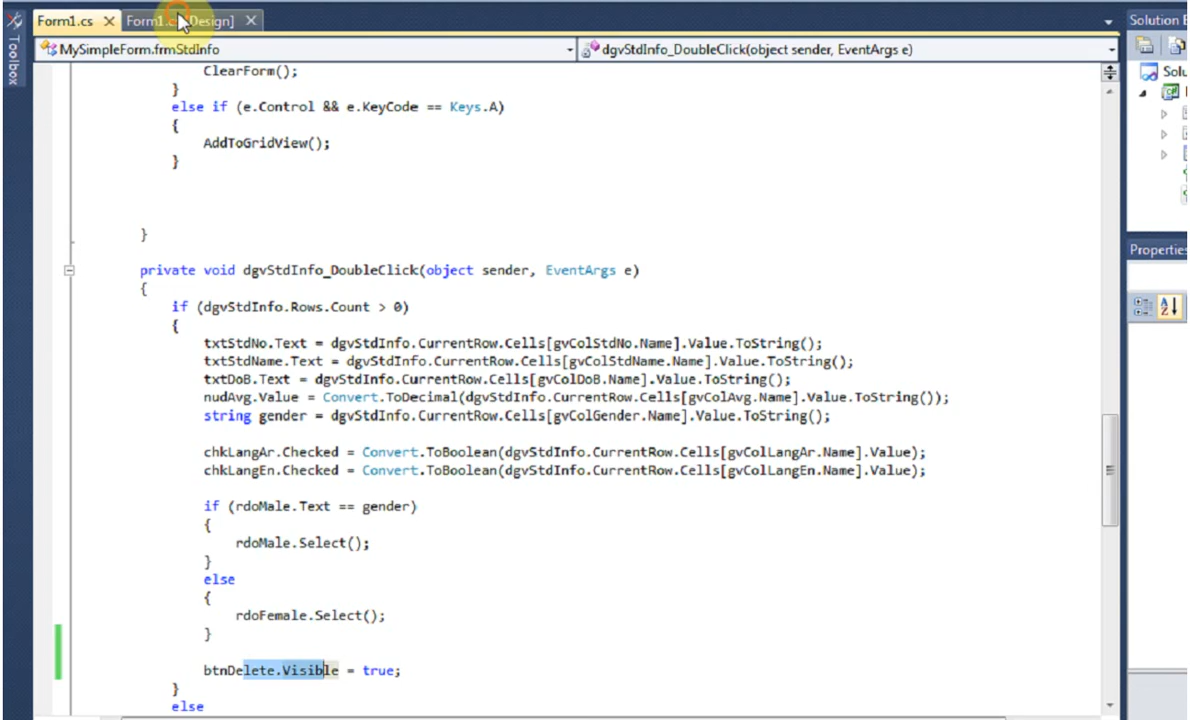 Form1.cs
Form1.cs [Design]
Solution E
Toolbox
MySimpleForm.frmStdInfo
dgvStdInfo_DoubleClick(object sender, EventArgs e)
Solu
ClearForm();
}
else if (e.Control && e.KeyCode == Keys.A)
{
AddToGridView();
}
}
Properties
private void dgvStdInfo_DoubleClick(object sender, EventArgs e)
{
if (dgvStdInfo.Rows.Count > 0)
{
txtStdNo.Text = dgvStdInfo.CurrentRow.Cells[gvColStdNo.Name].Value.ToString();
txtStdName.Text = dgvStdInfo.CurrentRow.Cells[gvColStdName.Name].Value.ToString();
txtDoB.Text = dgvStdInfo.CurrentRow.Cells[gvColDoB.Name].Value.ToString();
nudAvg.Value = Convert.ToDecimal(dgvStdInfo.CurrentRow.Cells[gvColAvg.Name].Value.ToString());
string gender = dgvStdInfo.CurrentRow.Cells[gvColGender.Name].Value.ToString();
chkLangAr.Checked = Convert.ToBoolean(dgvStdInfo.CurrentRow.Cells[gvColLangAr.Name].Value);
chkLangEn.Checked = Convert.ToBoolean(dgvStdInfo.CurrentRow.Cells[gvColLangEn.Name].Value);
if (rdoMale.Text == gender)
{
rdoMale.Select();
}
else
{
rdoFemale.Select();
}
btnDelete.Visible = true;
}
else